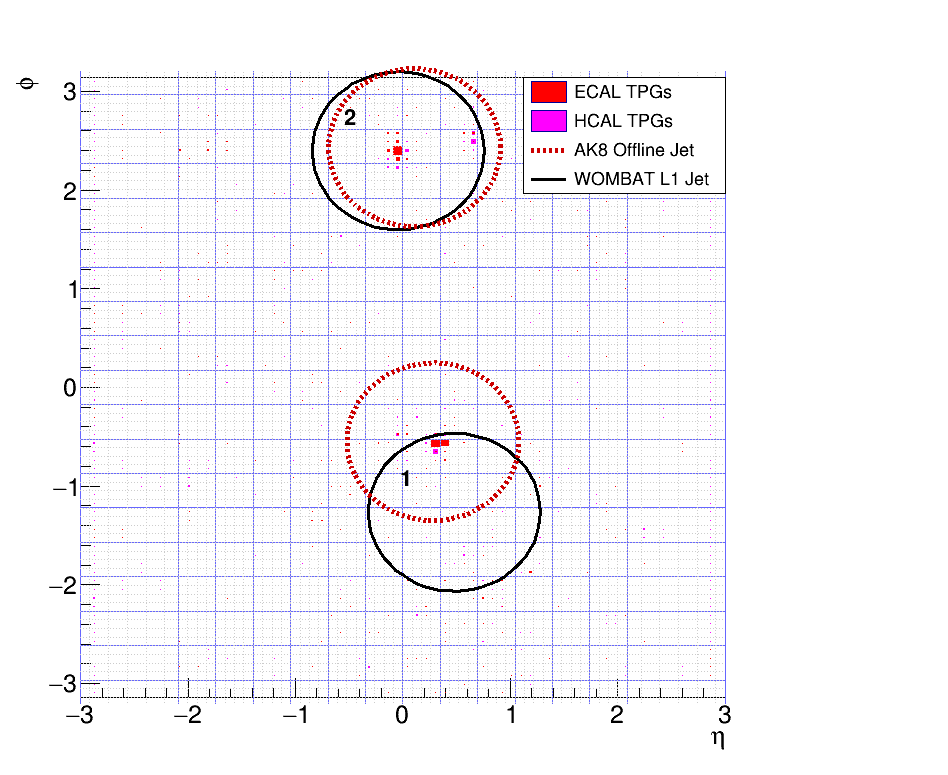 ϕ
3
2
1
0
−1
−2
−3
2
1
ECAL TPGs
HCAL TPGs
AK8 Offline Jet
WOMBAT L1 Jet
−3 −2 −1 0 1 2 3
η